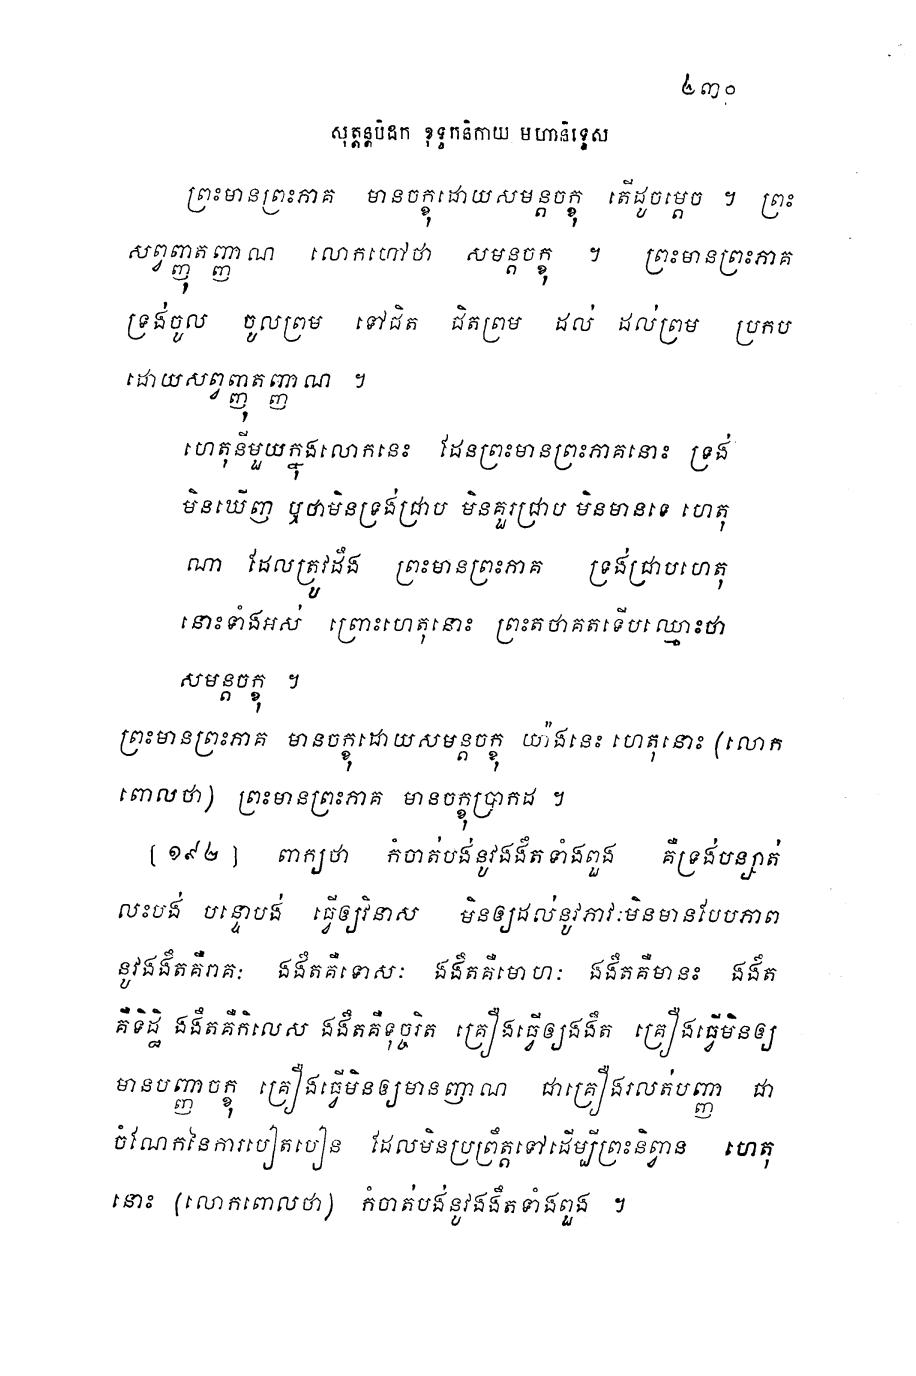 ៤៣០
សុត្តន្តបិដក ខុទ្ទកនិកាយ មហានិទ្ទេស
ព្រះមានព្រះភាគ មានចក្ខុដោយសមន្តចក្ខុ តើដូចម្តេច ។ ព្រះ
សព្វញ្ញុតញ្ញាណ លោកហៅថា សមន្តចក្ខុ ។ ព្រះមានព្រះភាគ
ទ្រង់ចូល ចូលព្រម ទៅជិត ជិតព្រម ដល់ ដល់ព្រម ប្រកប
ដោយសព្វញ្ញុតញ្ញាណ ។
ហេតុនីមួយក្នុងលោកនេះ ដែនព្រះមានព្រះភាគនោះ ទ្រង់
មិនឃើញ ឬថាមិនទ្រង់ជ្រាប មិនគួរជ្រាប មិនមានទេ ហេតុ
ណា ដែលត្រូវដឹង ព្រះមានព្រះភាគ ទ្រង់ជ្រាបហេតុ
នោះទាំងអស់ ព្រោះហេតុនោះ ព្រះតថាគតទើបឈ្មោះថា
សមន្តចក្ខុ ។
ព្រះមានព្រះភាគ មានចក្ខុដោយសមន្តចក្ខុ យ៉ាងនេះ ហេតុនោះ (លោក
ពោលថា) ព្រះមានព្រះភាគ មានចក្ខុប្រាកដ ។
[១៩២] ពាក្យថា កំចាត់បង់នូវងងឹតទាំងពួង គឺទ្រង់បន្សាត់
លះបង់ បន្ទោបង់ ធ្វើឲ្យវិនាស មិនឲ្យដល់នូវភាវៈមិនមានបែបភាព
នូវងងឹតគឺរាគៈ ងងឹតគឺទោសៈ ងងឹតគឺមោហៈ ងងឹតគឺមានះ ងងឹត
គឺទិដ្ឋិ ងងឹតគឺកិលេស ងងឹតគឺទុច្ចរិត គ្រឿងធ្វើឲ្យងងឹត គ្រឿងធ្វើមិនឲ្យ
មានបញ្ញាចក្ខុ គ្រឿងធ្វើមិនឲ្យមានញាណ ជាគ្រឿងរលត់បញ្ញា ជា
ចំណែកនៃការបៀតបៀន ដែលមិនប្រព្រឹត្តទៅដើម្បីព្រះនិព្វាន ហេតុ
នោះ (លោកពោលថា) កំចាត់បង់នូវងងឹតទាំងពួង ។